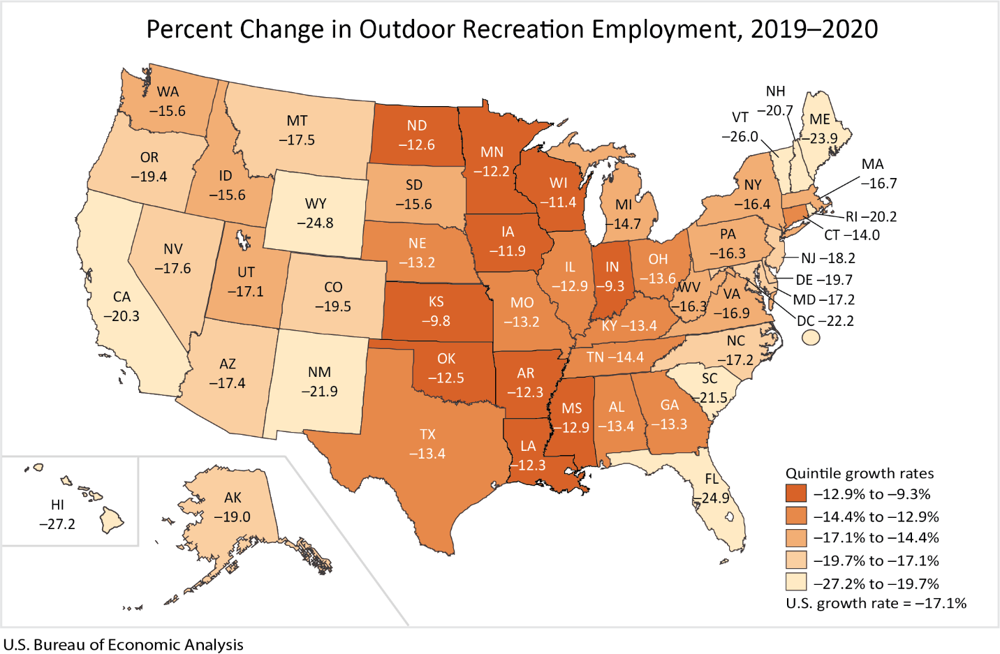 Percent Change in Outdoor Recreation Employment, 2019–2020
WA
–15.6
OR
–19.4
CA
–20.3
ID
–15.6
NV
–17.6
MT
–17.5
WY
–24.8
UT
–17.1
CO
–19.5
AZ
–17.4
NM
–21.9
ND
–12.6
SD
–15.6
NE
–13.2
KS
–9.8
OK
–12.5
TX
–13.4
MN
–12.2
IA
–11.9
MO
–13.2
AR
–12.3
LA
–12.3
WI
–11.4
IL
–12.9
MI
–14.7
IN
–9.3
OH
–13.6
KY –13.4
TN –14.4
MS
–12.9
AL
–13.4
GA
–13.3
FL
–24.9
SC
–21.5
NC
–17.2
VA
–16.9
WV
–16.3
PA
–16.3
NY
–16.4
VT
–26.0
NH
–20.7
ME
–23.9
MA
–16.7
RI –20.2
CT –14.0
NJ –18.2
DE –19.7
MD –17.2
DC –22.2
HI
–27.2
AK
–19.0
Quintile growth rates
–12.9% to –9.3%
–14.4% to –12.9%
–17.1% to –14.4%
–19.7% to –17.1%
–27.2% to –19.7%
U.S. growth rate = –17.1%
U.S. Bureau of Economic Analysis